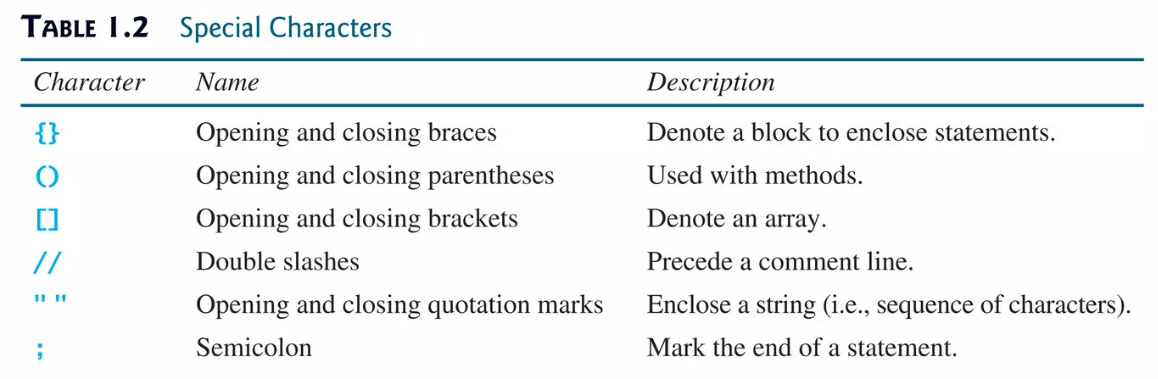 TABLE 1.2 Special Characters
Character Name Description
{} Opening and closing braces Denote a block to enclose statements.
() Opening and closing parentheses Used with methods.
[] Opening and closing brackets Denote an array.
// Double slashes Precede a comment line.
" " Opening and closing quotation marks Enclose a string (i.e., sequence of characters).
; Semicolon Mark the end of a statement.